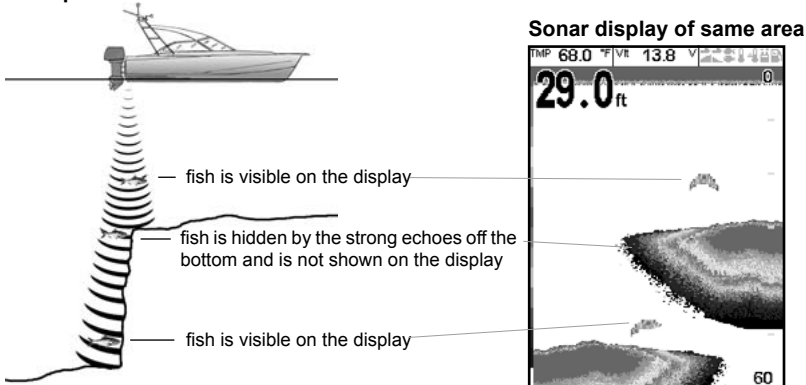 Sonar display of same area
TMP 68.0 °F Vlt 13.8 V
0
29.0 ft
fish is visible on the display
fish is hidden by the strong echoes off the
bottom and is not shown on the display
fish is visible on the display
60